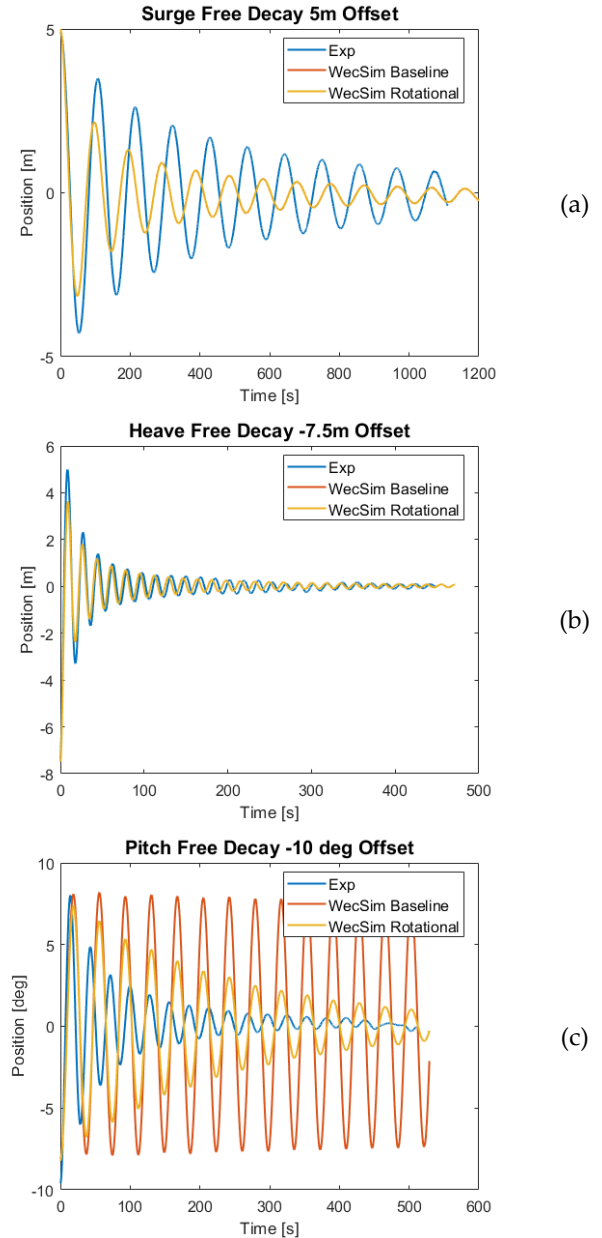 Surge Free Decay 5m Offset
5
Exp
WecSim Baseline
WecSim Rotational
Position [m]
0
(a)
-5
0 200 400 600 800 1000 1200
Time [s]
Heave Free Decay -7.5m Offset
6
Exp
WecSim Baseline
4
WecSim Rotational
2
Position [m]
0
-2
(b)
-4
-6
-8
0 100 200 300 400 500
Time [s]
Pitch Free Decay -10 deg Offset
10
Exp
WecSim Baseline
WecSim Rotational
5
Position [deg]
0
(c)
-5
-10
0 100 200 300 400 500 600
Time [s]